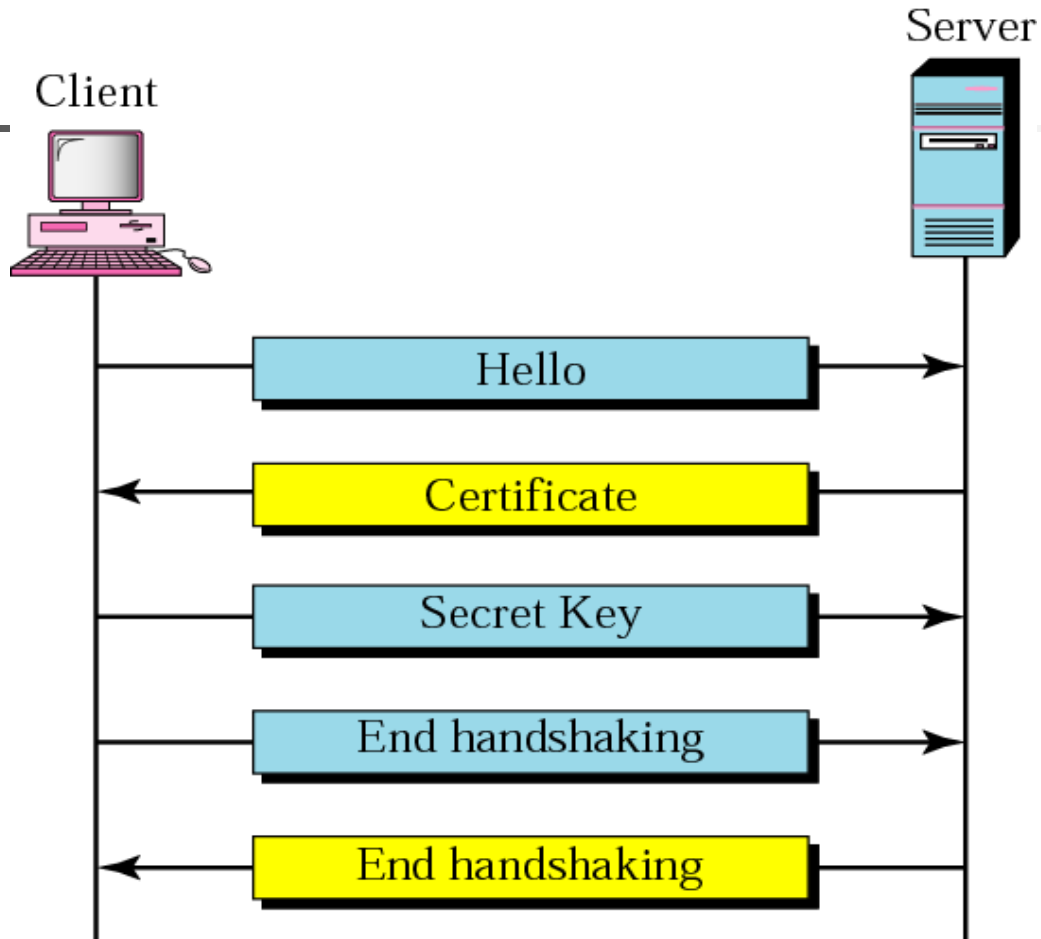 Server
Client
Hello
Certificate
Secret Key
End handshaking
End handshaking